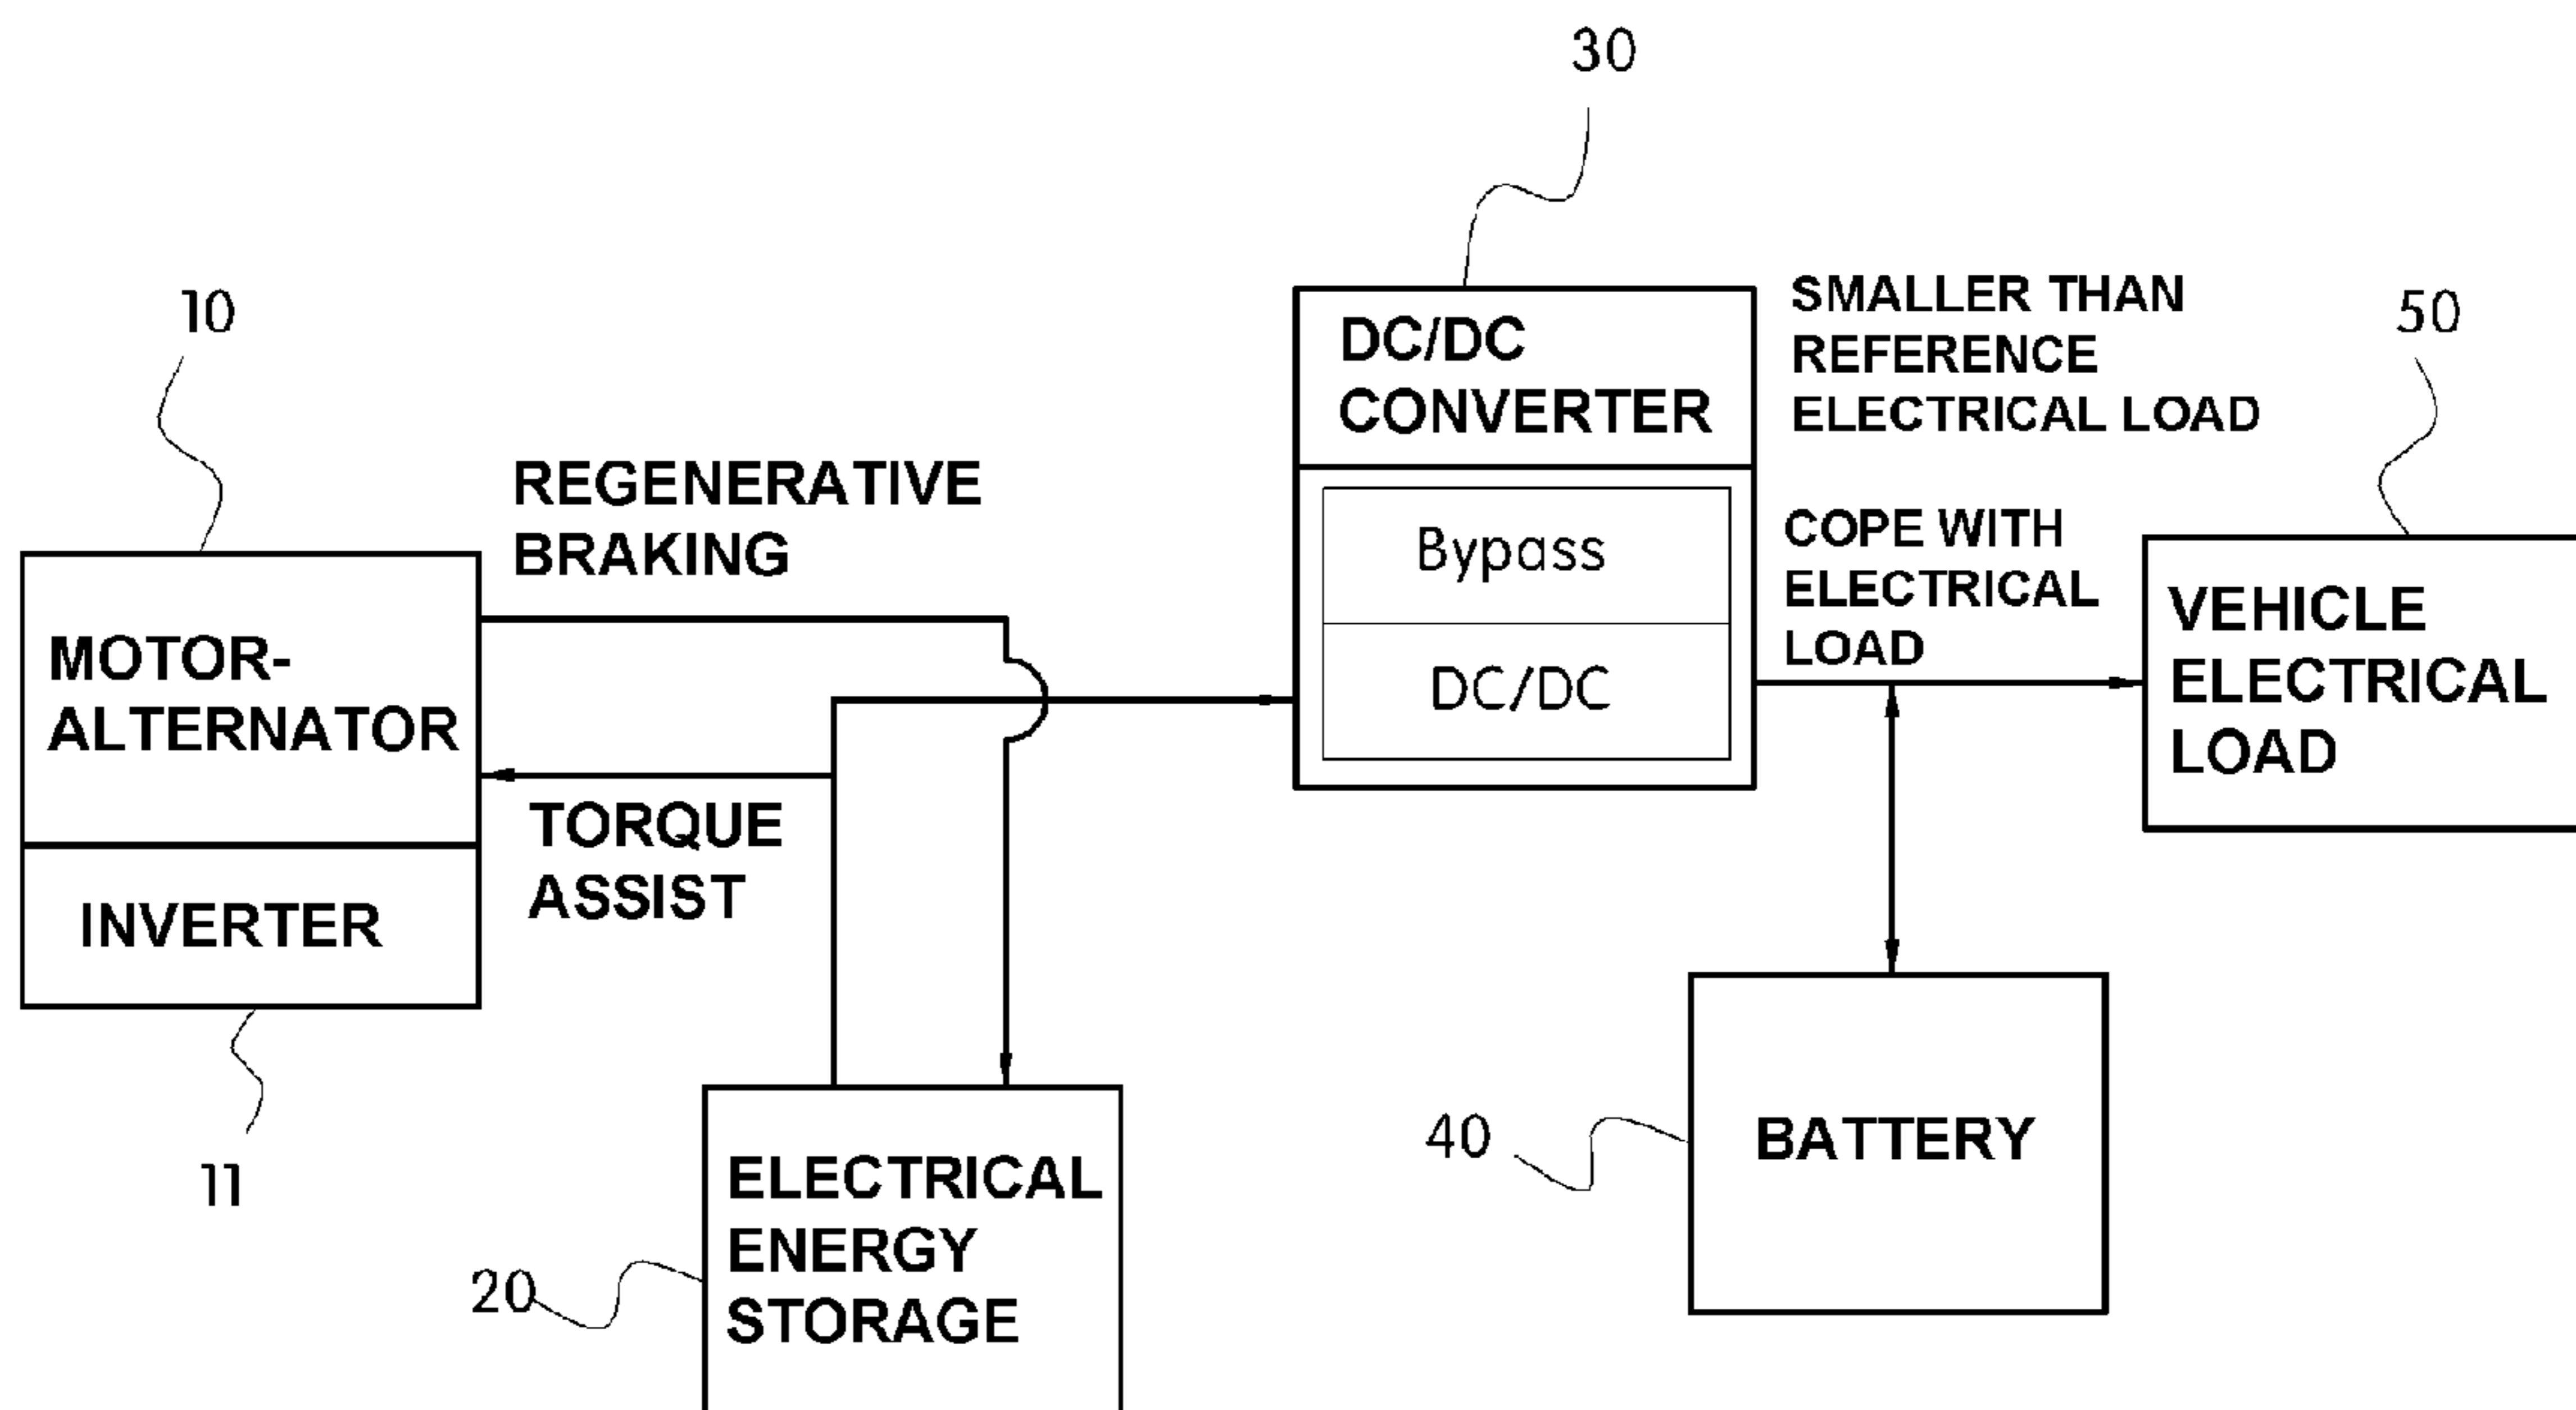 30
10
DC/DC
CONVERTER
SMALLER THAN
REFERENCE
ELECTRICAL LOAD
50
REGENERATIVE
BRAKING
Bypass
DC/DC
COPE WITH
ELECTRICAL
LOAD
VEHICLE
ELECTRICAL
LOAD
MOTOR-
ALTERNATOR
INVERTER
TORQUE
ASSIST
11
20
ELECTRICAL
ENERGY
STORAGE
40
BATTERY